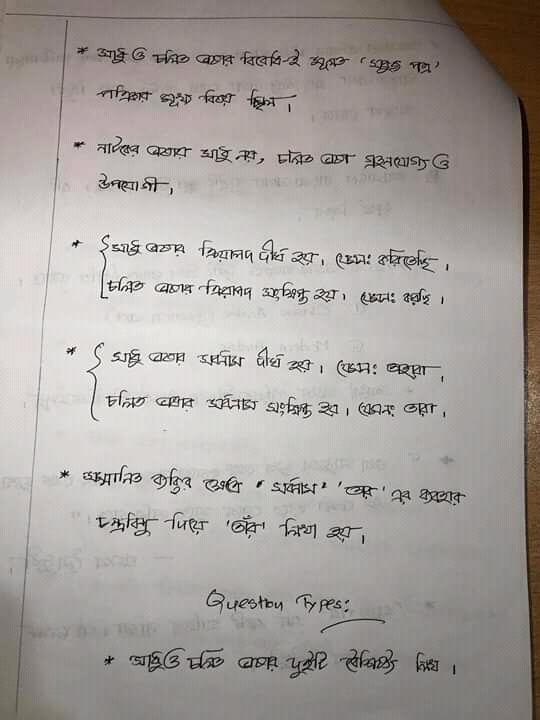 * সাধু ও চলিত ভাষার বিরোধ-ই মূলত 'সবুজ পত্র'
পত্রিকার মুখ্য বিষয় ছিল।
* নাটকের ভাষায় সাধু নয়, চলিত ভাষা গ্রহনযোগ্য ও
উপযোগী।
* সাধু ভাষার ক্রিয়াপদ দীর্ঘ হয়। যেমন: করিতেছি।
চলিত ভাষার ক্রিয়াপদ সংক্ষিপ্ত হয়। যেমন: করছি।
* সাধু ভাষার সর্বনাম দীর্ঘ হয়। যেমন: তাহারা।
চলিত ভাষার সর্বনাম সংক্ষিপ্ত হয়। যেমন: তারা।
* সম্মানিত ব্যক্তির ক্ষেত্রে 'সর্বনাম' 'তার' এর ব্যবহার
চন্দ্রবিন্দু দিয়ে 'তাঁর' লিখা হয়।
Question Types:
* সাধু ও চলিত ভাষার দুইটি বৈশিষ্ট্য লিখ।